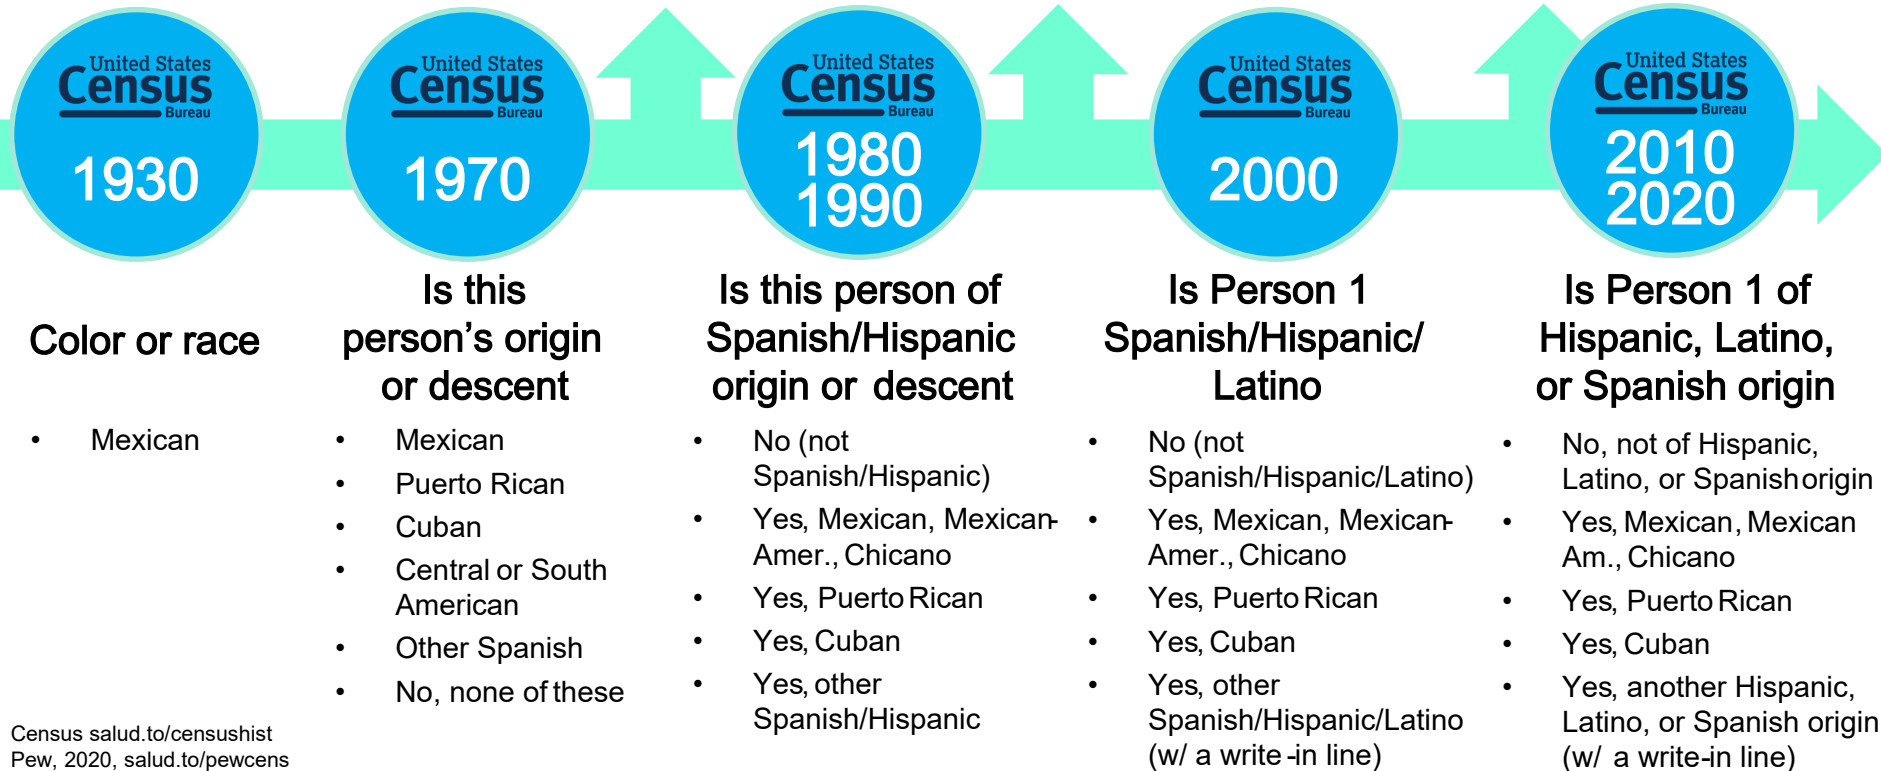 United States
Census
Bureau
1930
United States
Census
Bureau
1970
United States
Census
Bureau
1980
1990
United States
Census
Bureau
2000
United States
Census
Bureau
2010
2020
Color or race
• Mexican
Is this
person’s origin
or descent
• Mexican
• Puerto Rican
• Cuban
• Central or South
American
• Other Spanish
• No, none of these
Is this person of
Spanish/Hispanic
origin or descent
• No (not
Spanish/Hispanic)
• Yes, Mexican, Mexican-
Amer., Chicano
• Yes, Puerto Rican
• Yes, Cuban
• Yes, other
Spanish/Hispanic
Is Person 1
Spanish/Hispanic/
Latino
• No (not
Spanish/Hispanic/Latino)
• Yes, Mexican, Mexican-
Amer., Chicano
• Yes, Puerto Rican
• Yes, Cuban
• Yes, other
Spanish/Hispanic/Latino
(w/ a write-in line)
Is Person 1 of
Hispanic, Latino,
or Spanish origin
• No, not of Hispanic,
Latino, or Spanish origin
• Yes, Mexican, Mexican
Am., Chicano
• Yes, Puerto Rican
• Yes, Cuban
• Yes, another Hispanic,
Latino, or Spanish origin
(w/ a write-in line)
Census salud.to/censushist
Pew, 2020, salud.to/pewcens